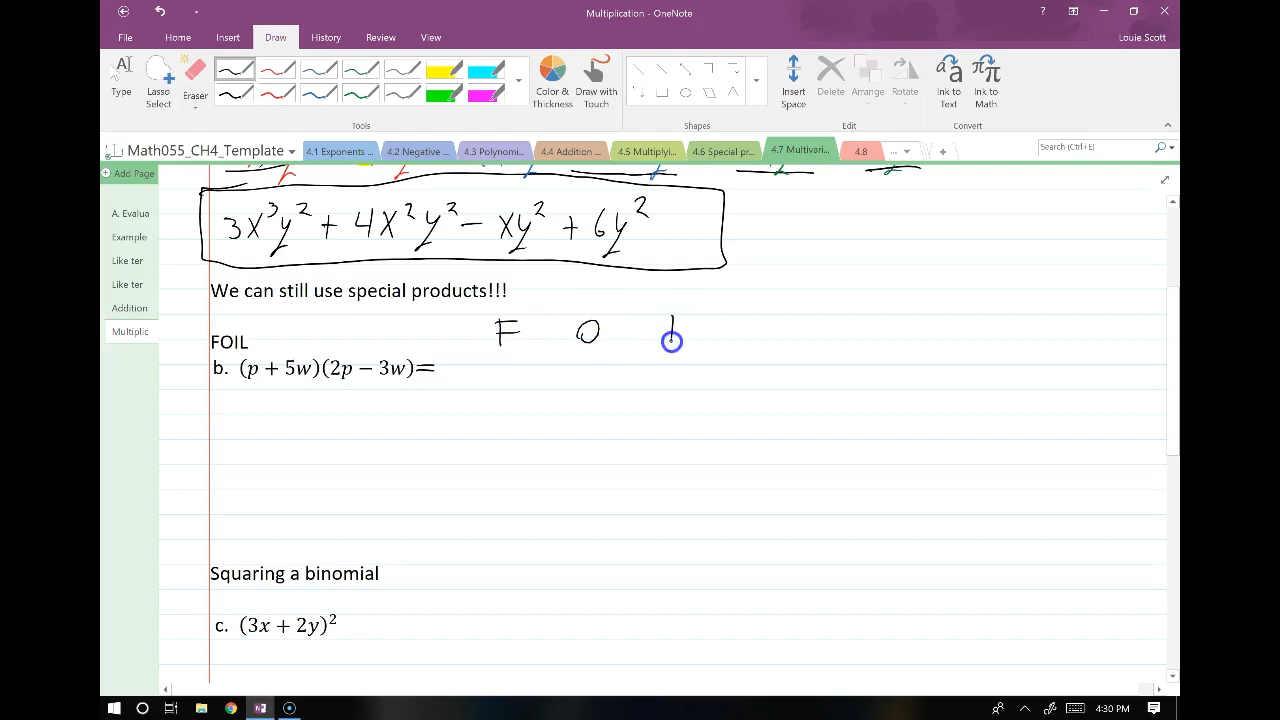 Multiplication - OneNote
?
File Home Insert Draw History Review View Louie Scott
Type Lasso Select Eraser Color & Thickness Draw with Touch Insert Space Delete Arrange Rotate Ink to Text Ink to Math
Tools Shapes Edit Convert
Math055_CH4_Template 4.1 Exponents ... 4.2 Negative ... 4.3 Polynomi... 4.4 Addition ... 4.5 Multiplyi... 4.6 Special pr... 4.7 Multivari... 4.8 ... + Search (Ctrl+E)
Add Page
A. Evalua
Example
Like ter
Like ter
Addition
Multiplic
3x³y² + 4x²y² − xy² + 6y²
We can still use special products!!!
F O I
FOIL
b. (p + 5w)(2p − 3w)=
Squaring a binomial
c. (3x + 2y)²
4:30 PM